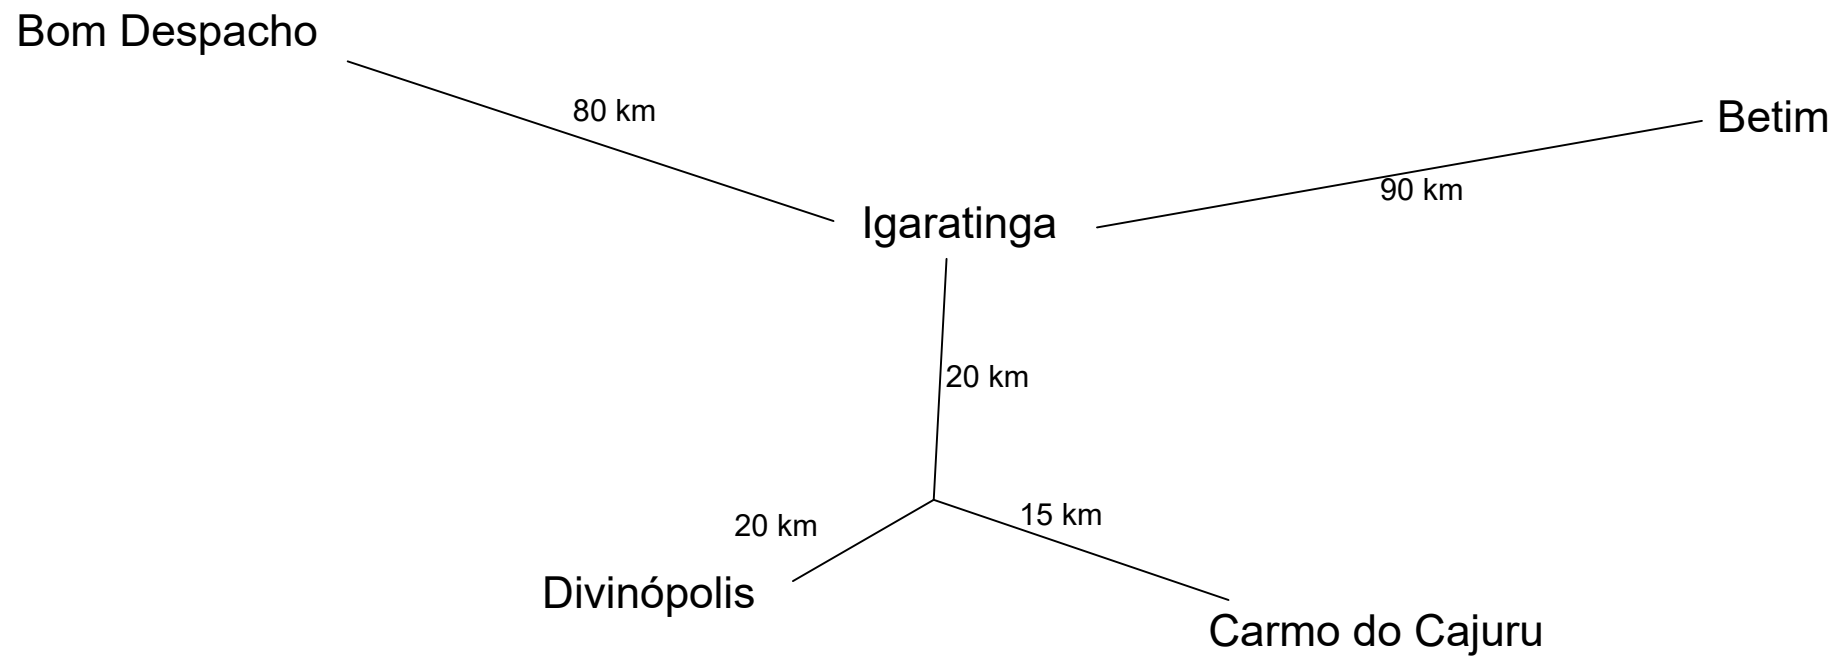 Bom Despacho
80 km
Betim
90 km
Igaratinga
20 km
15 km
20 km
Divinópolis
Carmo do Cajuru